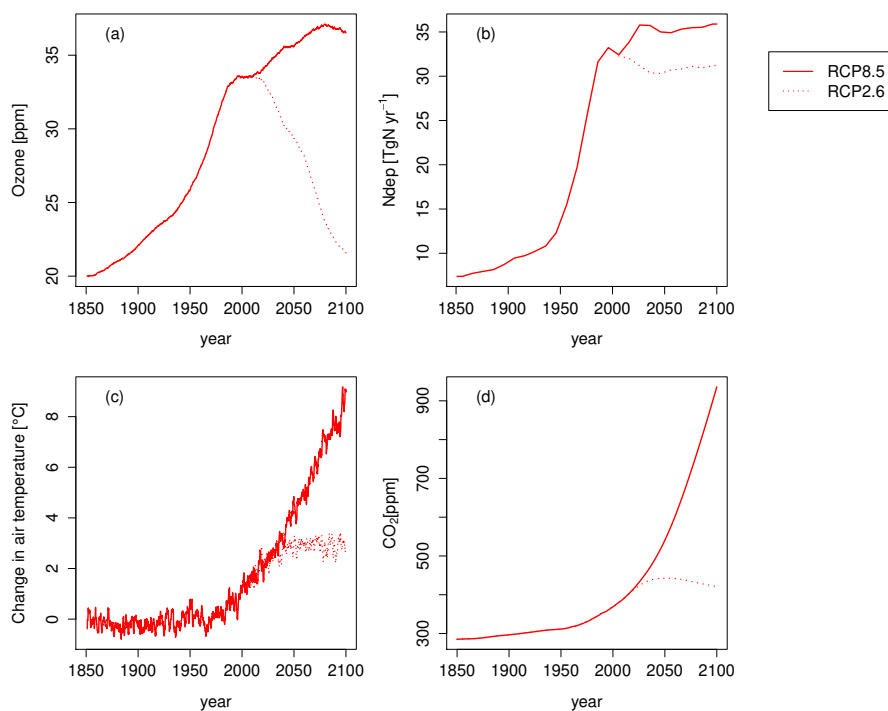 (a)
Ozone [ppm]
20 25 30 35
1850 1900 1950 2000 2050 2100
year
(b)
Ndep [TgN yr⁻¹]
10 15 20 25 30 35
1850 1900 1950 2000 2050 2100
year
RCP8.5
RCP2.6
(c)
Change in air temperature [°C]
0 2 4 6 8
1850 1900 1950 2000 2050 2100
year
(d)
CO₂[ppm]
300 500 700 900
1850 1900 1950 2000 2050 2100
year